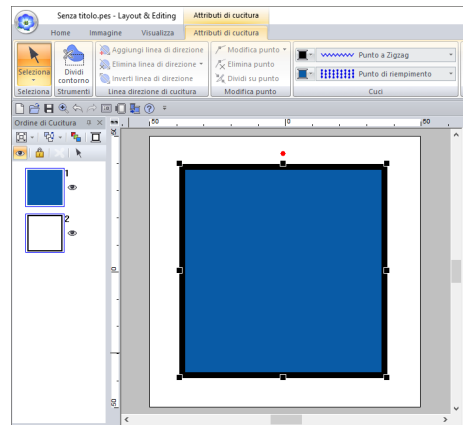 Senza titolo.pes - Layout & Editing Attributi di cucitura
Home Immagine Visualizza Attributi di cucitura
Seleziona
Dividi
contorno
Aggiungi linea di direzione
Elimina linea di direzione
Inverti linea di direzione
Modifica punto
Elimina punto
Dividi su punto
Punto a Zigzag
Punto di riempimento
Seleziona Strumenti Linea direzione di cucitura Modifica punto Cuci
Ordine di Cucitura
50 0 50
1
2
50
0
50